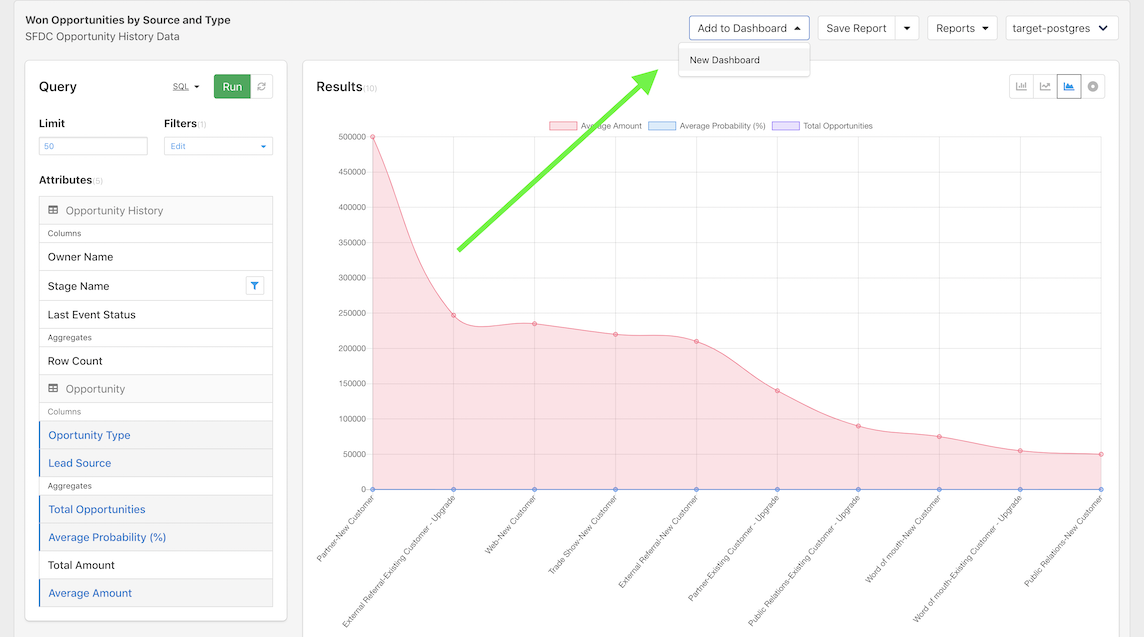 Won Opportunities by Source and Type
SFDC Opportunity History Data
Add to Dashboard
Save Report
Reports
target-postgres
New Dashboard
Query
SQL
Run
Limit
Filters(1)
50
Edit
Attributes(5)
Opportunity History
Columns
Owner Name
Stage Name
Last Event Status
Aggregates
Row Count
Opportunity
Columns
Oportunity Type
Lead Source
Aggregates
Total Opportunities
Average Probability (%)
Total Amount
Average Amount
Results(10)
Average Amount
Average Probability (%)
Total Opportunities
500000
450000
400000
350000
300000
250000
200000
150000
100000
50000
0
Partner-New Customer
External Referral-Existing Customer - Upgrade
Web-New Customer
Trade Show-New Customer
External Referral-New Customer
Partner-Existing Customer - Upgrade
Public Relations-Existing Customer - Upgrade
Word of mouth-New Customer
Word of mouth-Existing Customer - Upgrade
Public Relations-New Customer